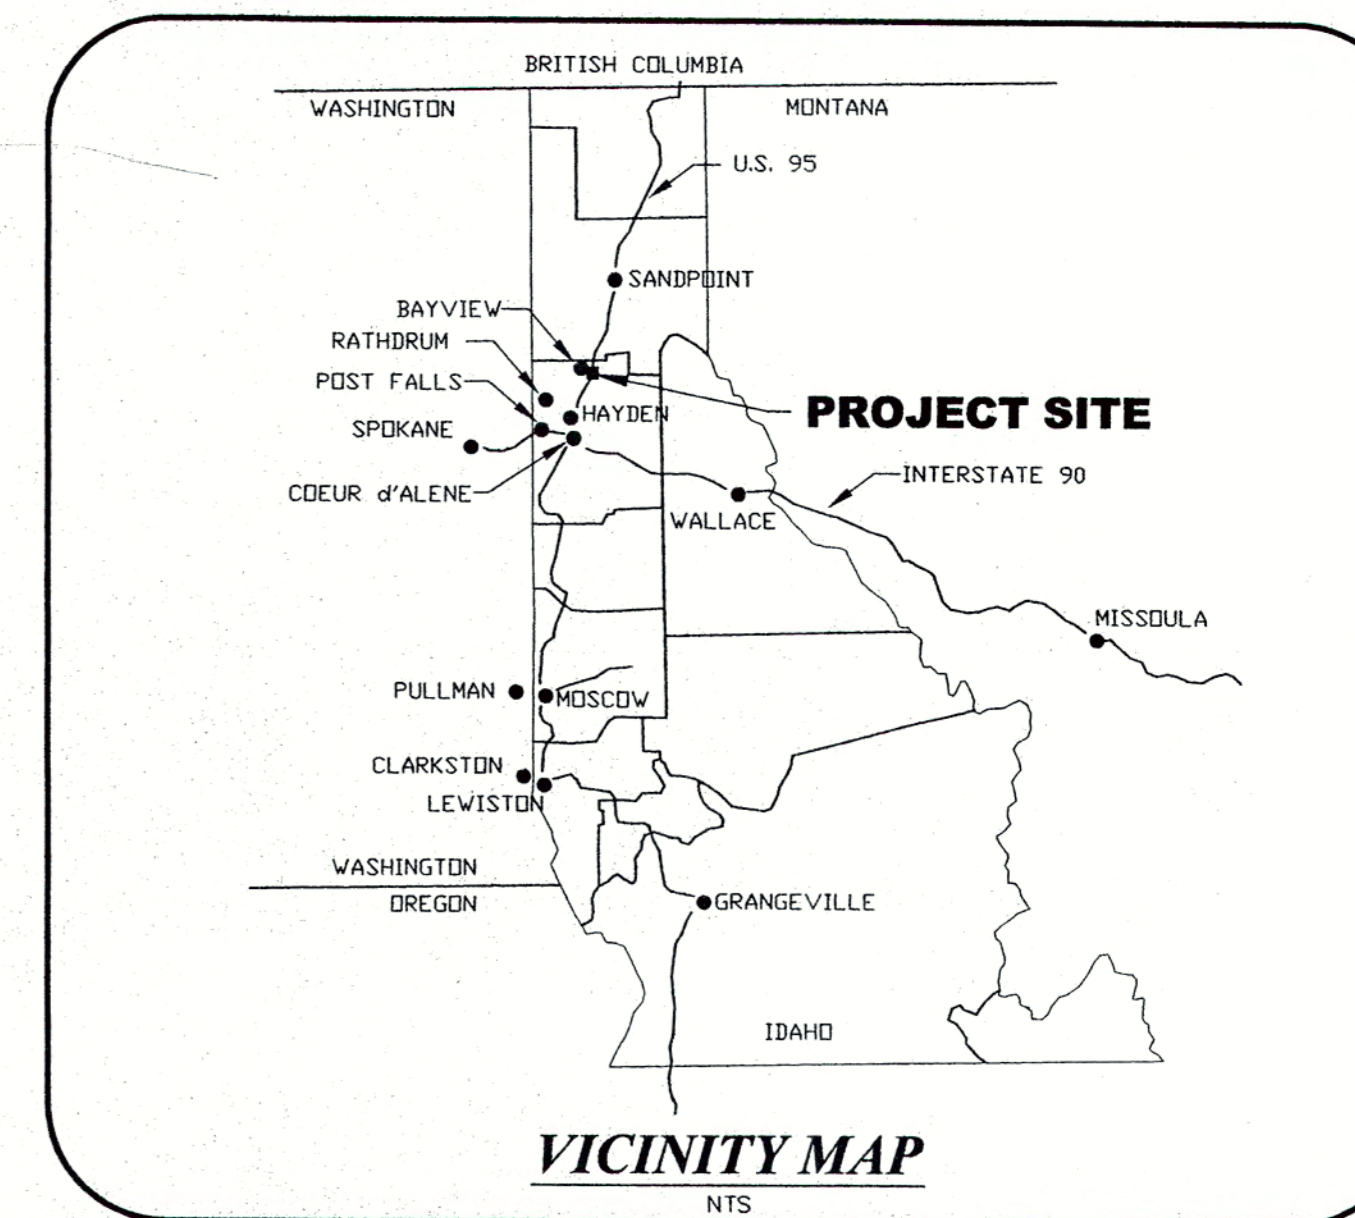 BRITISH COLUMBIA
WASHINGTON
MONTANA
U.S. 95
SANDPOINT
BAYVIEW
RATHDRUM
POST FALLS
PROJECT SITE
HAYDEN
SPOKANE
INTERSTATE 90
COEUR d'ALENE
WALLACE
MISSOULA
PULLMAN
MOSCOW
CLARKSTON
LEWISTON
WASHINGTON
OREGON
GRANGEVILLE
IDAHO
VICINITY MAP
NTS